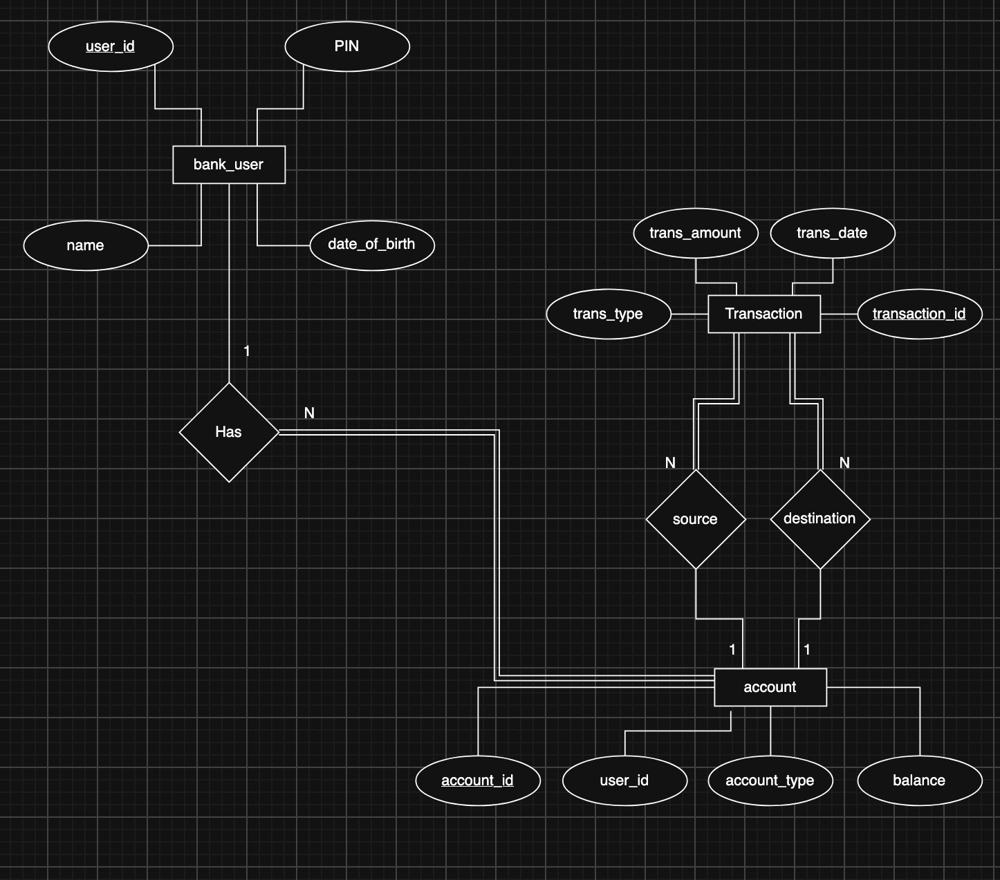 user_id
PIN
bank_user
name
date_of_birth
trans_amount
trans_date
trans_type
Transaction
transaction_id
1
N
Has
N
N
source
destination
1
1
account
account_id
user_id
account_type
balance